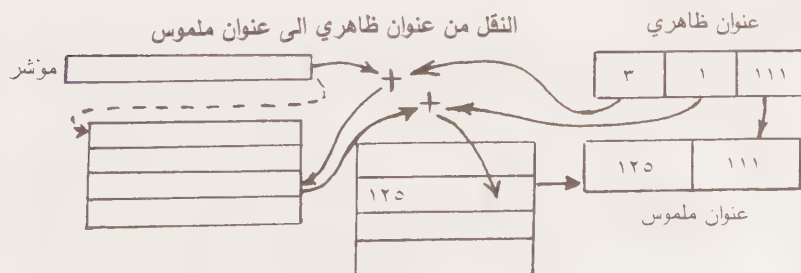 عنوان ظاهري
النقل من عنوان ظاهري الى عنوان ملموس
مؤشر
٣ ١ ١١١
١٢٥
١٢٥ ١١١
عنوان ملموس